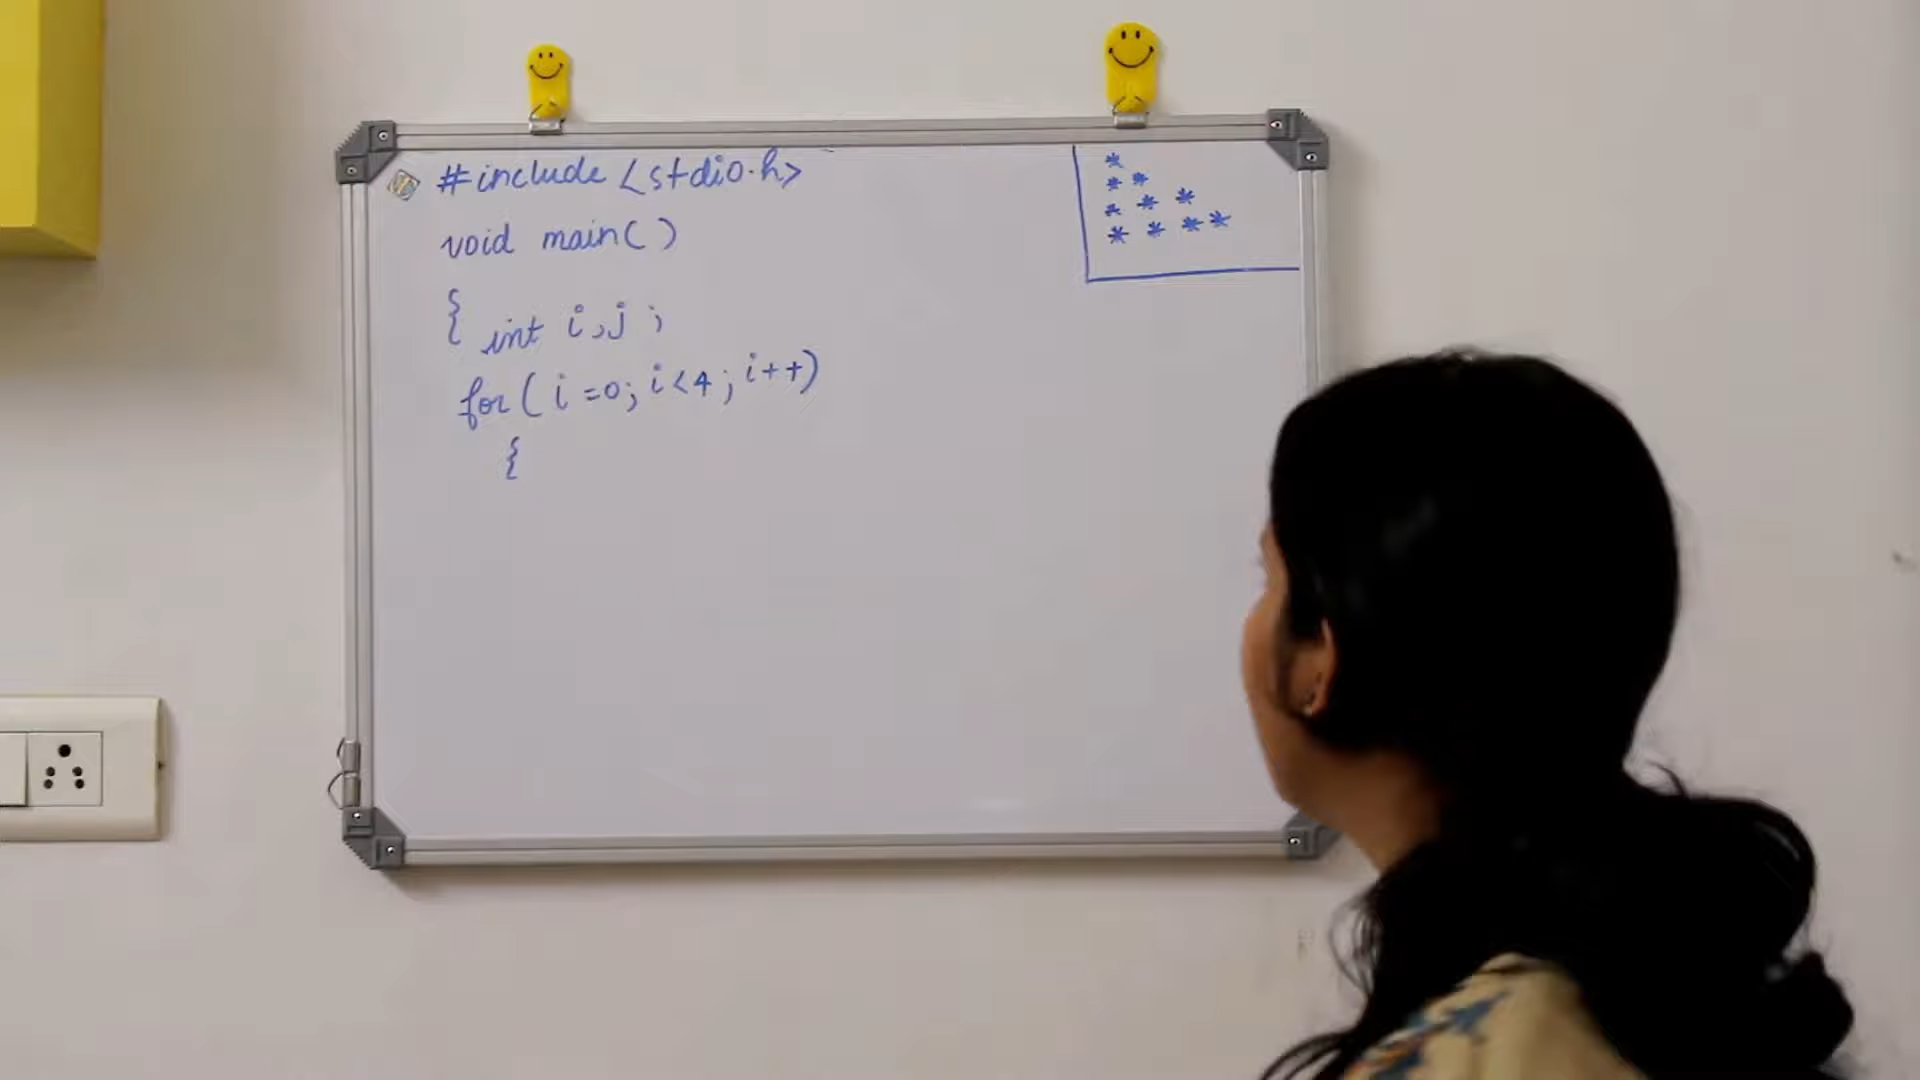 #include <stdio.h>
void main()
{ int i,j ;
for( i=0; i<4; i++)
{
*
* *
* * *
* * * *